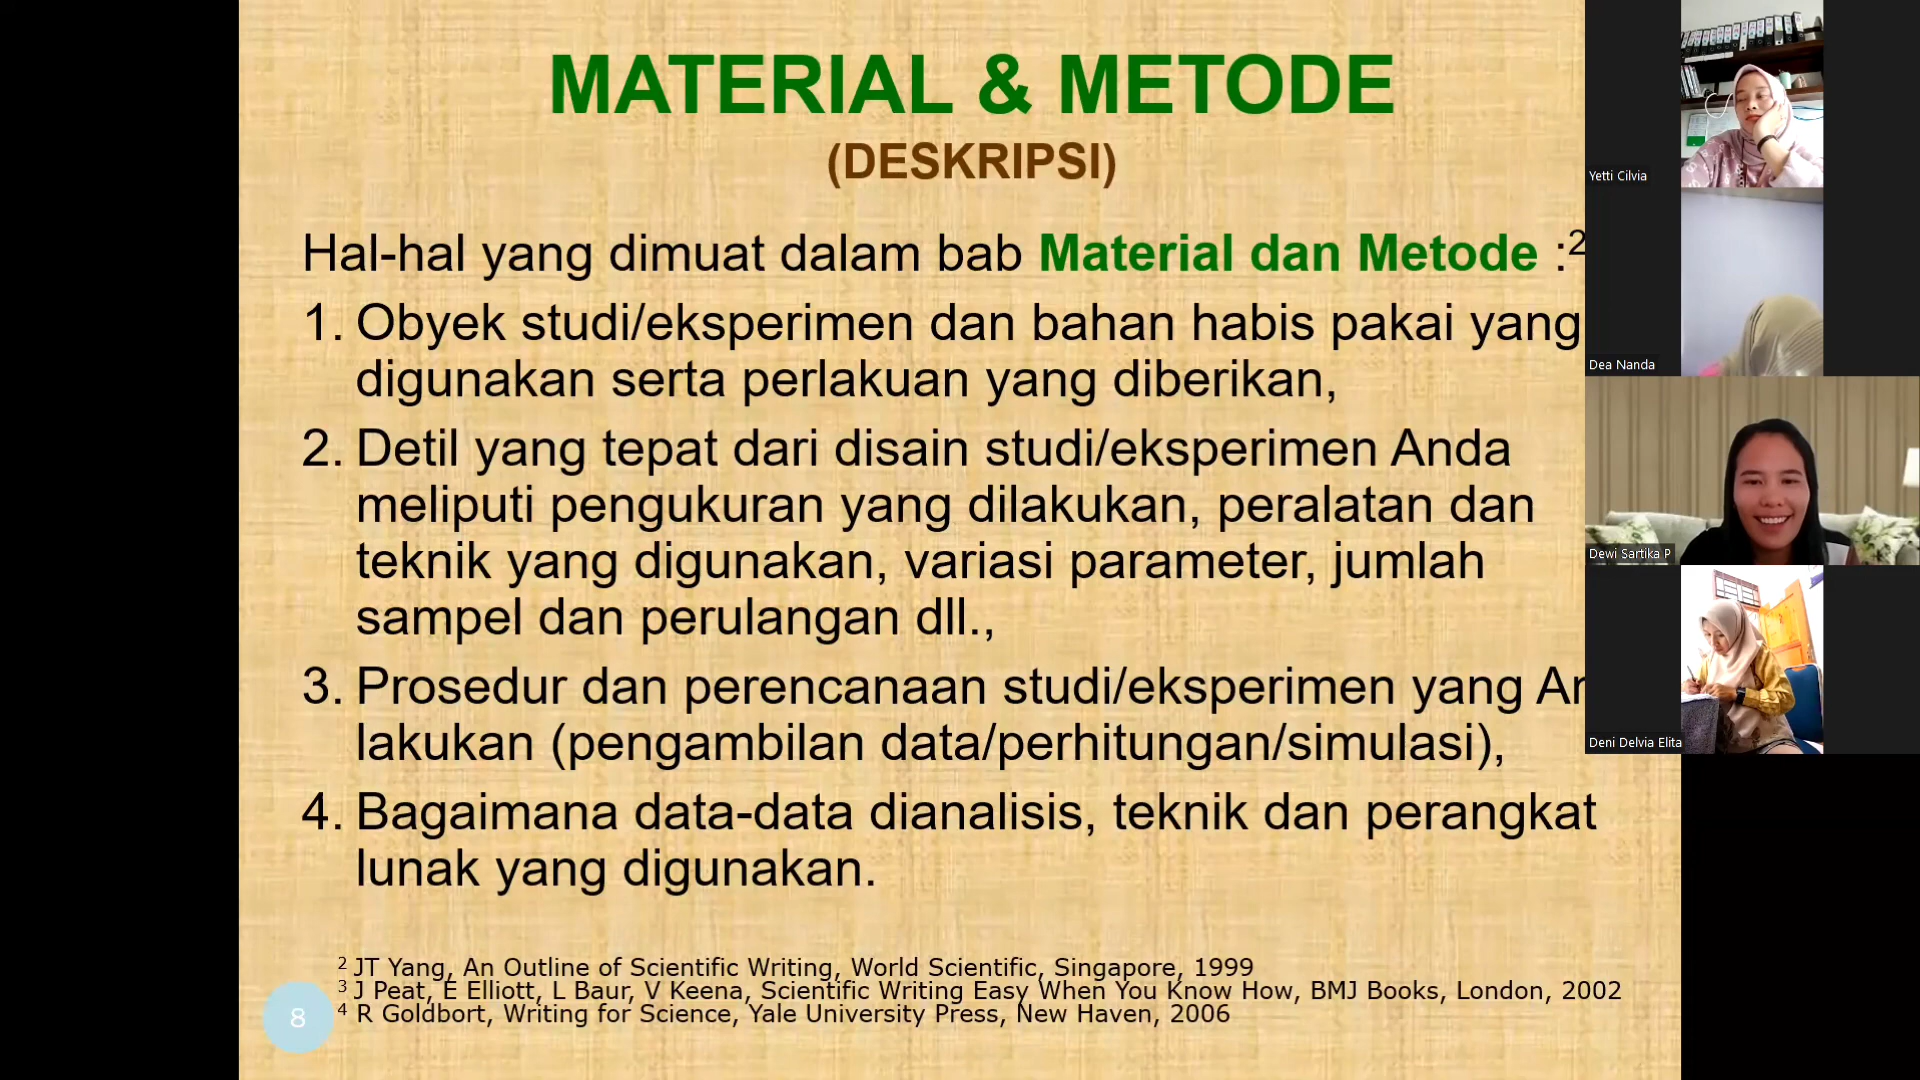 MATERIAL & METODE
(DESKRIPSI)
Hal-hal yang dimuat dalam bab Material dan Metode :²
1. Obyek studi/eksperimen dan bahan habis pakai yang
digunakan serta perlakuan yang diberikan,
2. Detil yang tepat dari disain studi/eksperimen Anda
meliputi pengukuran yang dilakukan, peralatan dan
teknik yang digunakan, variasi parameter, jumlah
sampel dan perulangan dll.,
3. Prosedur dan perencanaan studi/eksperimen yang
lakukan (pengambilan data/perhitungan/simulasi),
4. Bagaimana data-data dianalisis, teknik dan perangkat
lunak yang digunakan.
² JT Yang, An Outline of Scientific Writing, World Scientific, Singapore, 1999
³ J Peat, E Elliott, L Baur, V Keena, Scientific Writing Easy When You Know How, BMJ Books, London, 2002
⁴ R Goldbort, Writing for Science, Yale University Press, New Haven, 2006
8
Yetti Cilvia
Dea Nanda
Dewi Sartika P
Deni Delvia Elita